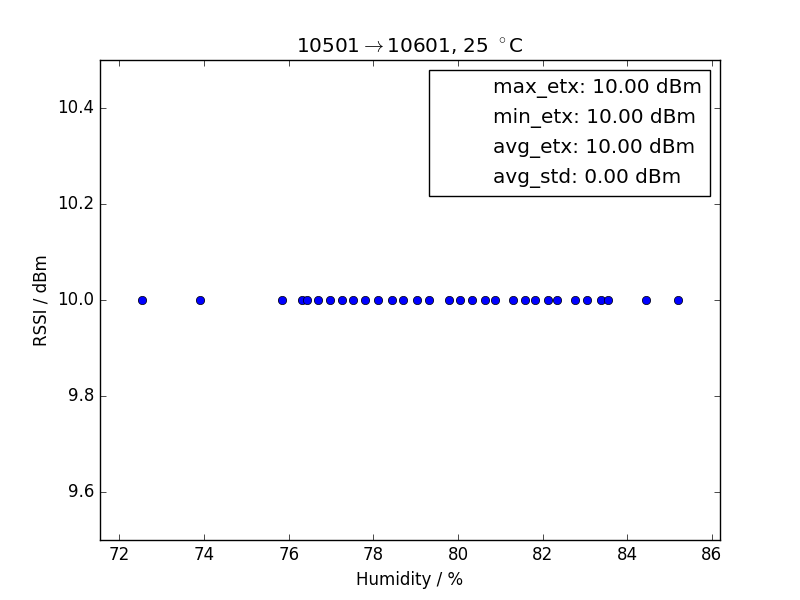 10501→10601, 25 °C
max_etx: 10.00 dBm
min_etx: 10.00 dBm
avg_etx: 10.00 dBm
avg_std: 0.00 dBm
10.4
10.2
10.0
9.8
9.6
RSSI / dBm
72 74 76 78 80 82 84 86
Humidity / %